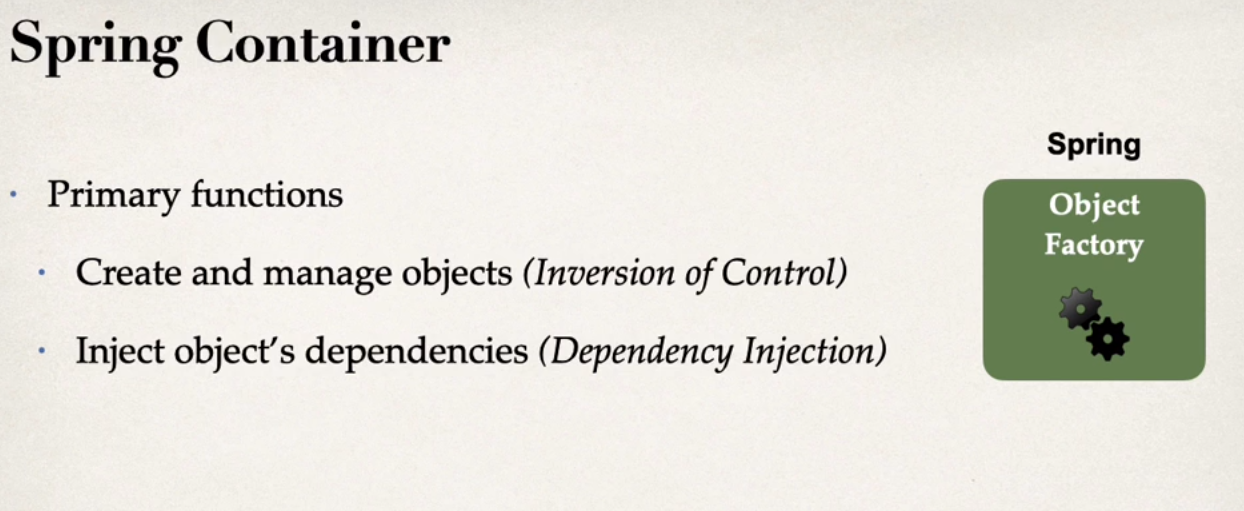 Spring Container
• Primary functions
• Create and manage objects (Inversion of Control)
• Inject object’s dependencies (Dependency Injection)
Spring
Object
Factory